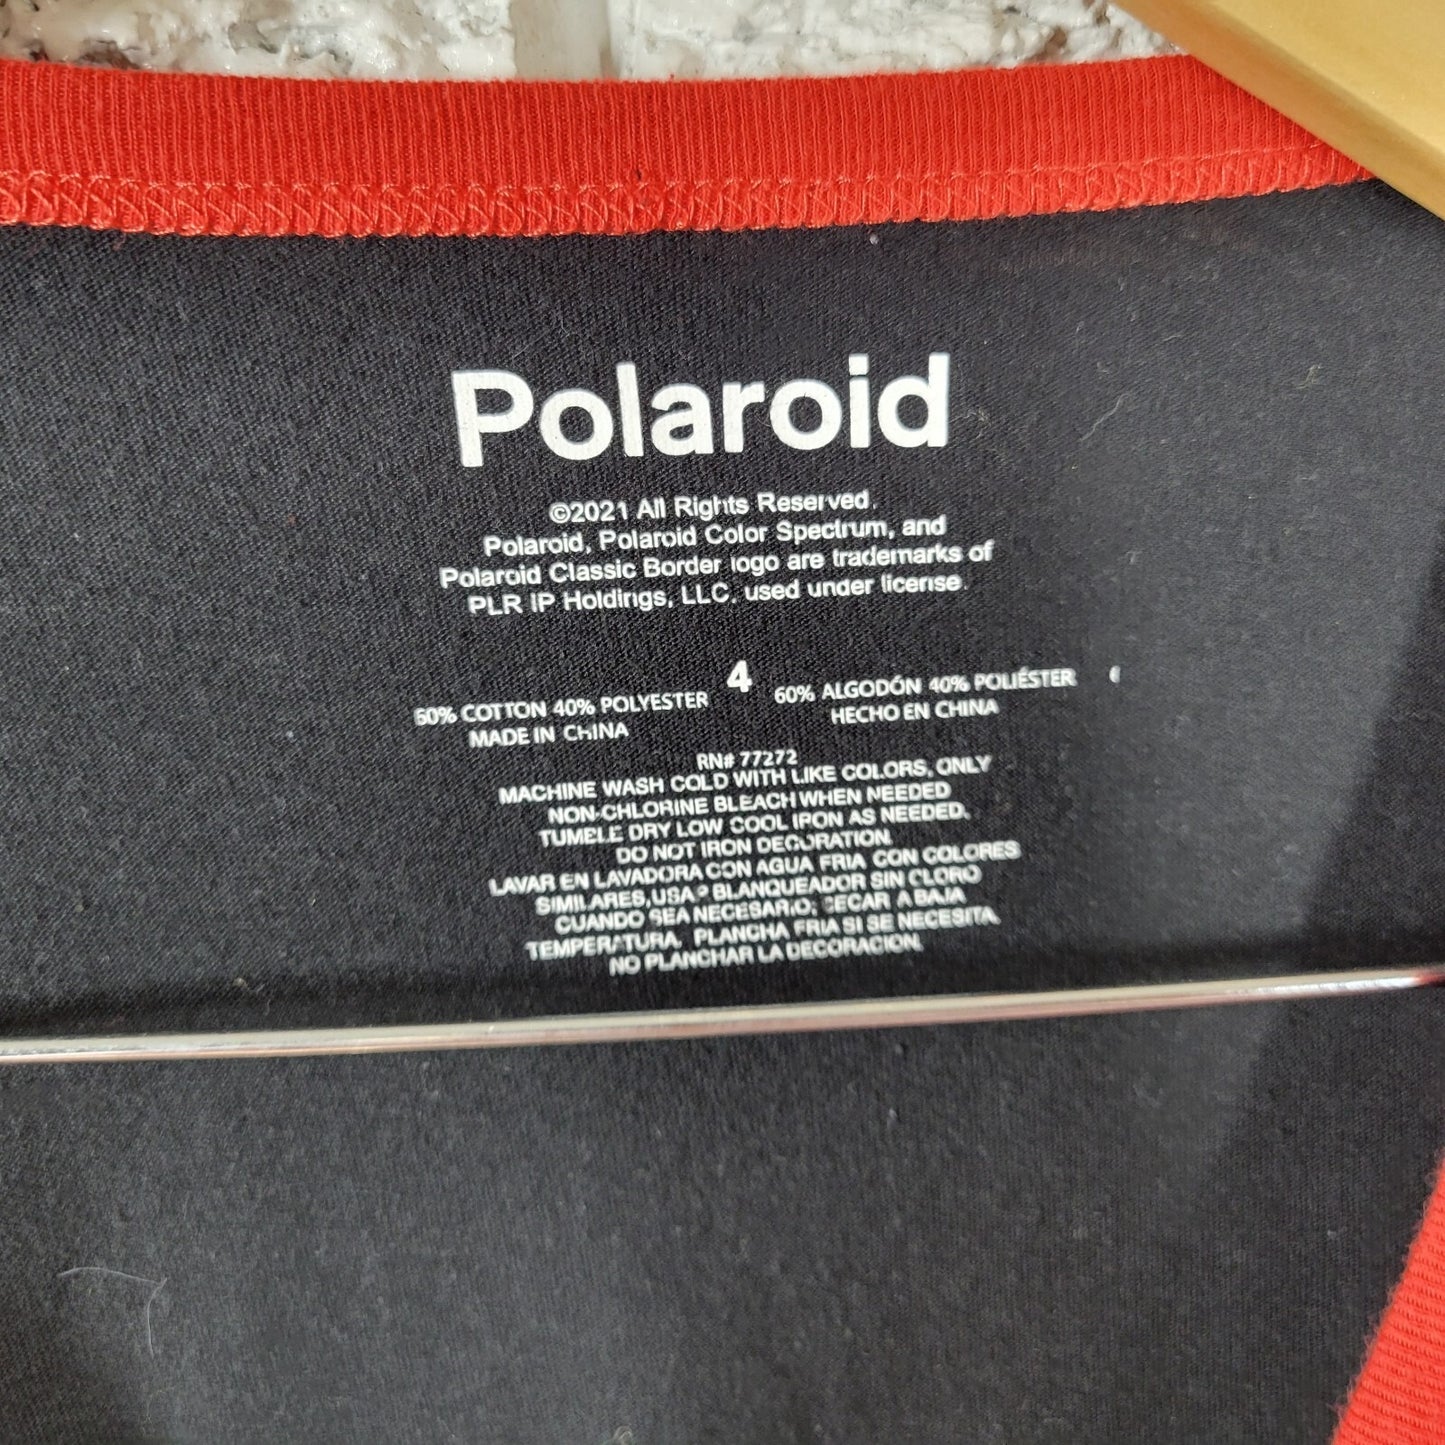 Polaroid
©2021 All Rights Reserved.
Polaroid, Polaroid Color Spectrum, and
Polaroid Classic Border logo are trademarks of
PLR IP Holdings, LLC, used under license.
4
60% COTTON 40% POLYESTER
MADE IN CHINA
60% ALGODÓN 40% POLIÉSTER
HECHO EN CHINA
RN# 77272
MACHINE WASH COLD WITH LIKE COLORS, ONLY
NON-CHLORINE BLEACH WHEN NEEDED
TUMBLE DRY LOW COOL IRON AS NEEDED.
DO NOT IRON DECORATION.
LAVAR EN LAVADORA CON AGUA FRIA CON COLORES
SIMILARES, USAR BLANQUEADOR SIN CLORO
CUANDO SEA NECESARIO; SECAR A BAJA
TEMPERATURA. PLANCHA FRIA SI SE NECESITA.
NO PLANCHAR LA DECORACION.